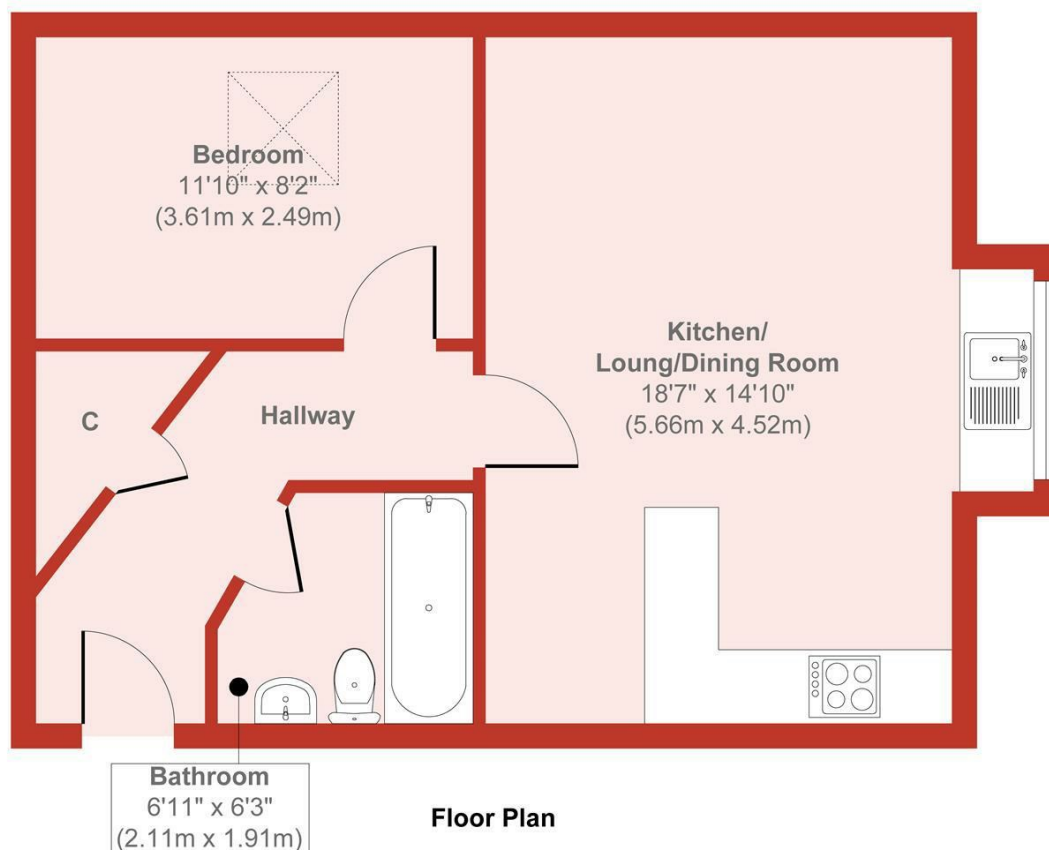 Bedroom
11'10" x 8'2"
(3.61m x 2.49m)
Kitchen/
Loung/Dining Room
18'7" x 14'10"
(5.66m x 4.52m)
C
Hallway
Bathroom
6'11" x 6'3"
(2.11m x 1.91m)
Floor Plan